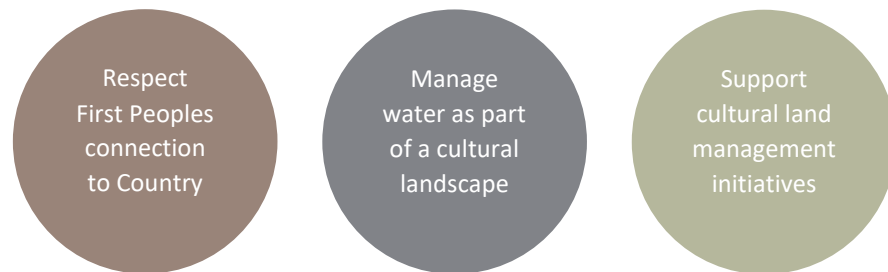 Respect
First Peoples
connection
to Country
Manage
water as part
of a cultural
landscape
Support
cultural land
management
initiatives